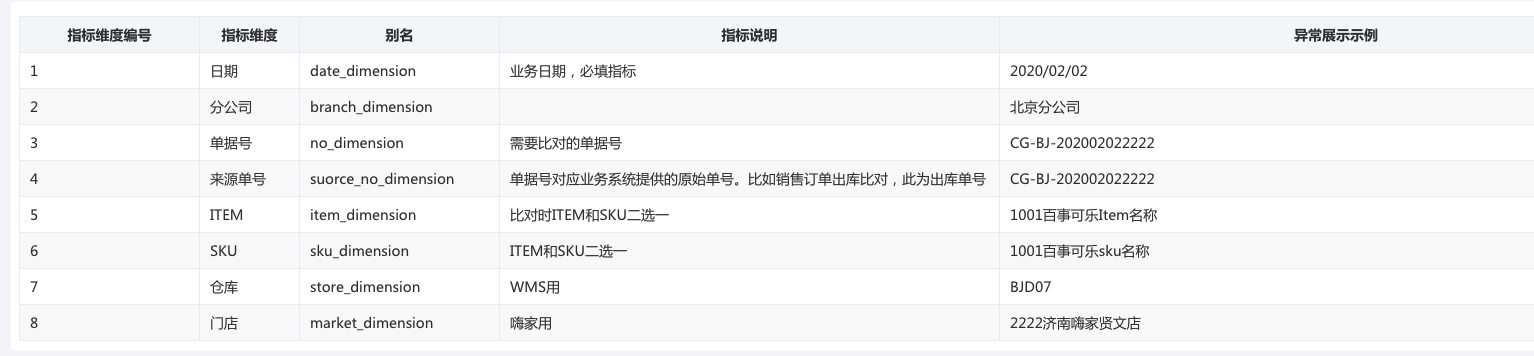 指标维度编号 指标维度 别名 指标说明 异常展示示例
1 日期 date_dimension 业务日期，必填指标 2020/02/02
2 分公司 branch_dimension 北京分公司
3 单据号 no_dimension 需要比对的单据号 CG-BJ-202002022222
4 来源单号 suorce_no_dimension 单据号对应业务系统提供的原始单号。比如销售订单出库比对，此为出库单号 CG-BJ-202002022222
5 ITEM item_dimension 比对时ITEM和SKU二选一 1001百事可乐Item名称
6 SKU sku_dimension ITEM和SKU二选一 1001百事可乐sku名称
7 仓库 store_dimension WMS用 BJD07
8 门店 market_dimension 嗨家用 2222济南嗨家贤文店